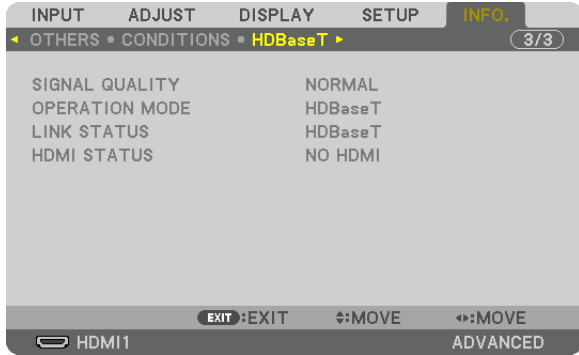 INPUT ADJUST DISPLAY SETUP INFO.
OTHERS • CONDITIONS • HDBaseT 3/3
SIGNAL QUALITY NORMAL
OPERATION MODE HDBaseT
LINK STATUS HDBaseT
HDMI STATUS NO HDMI
EXIT :EXIT :MOVE :MOVE
HDMI1 ADVANCED